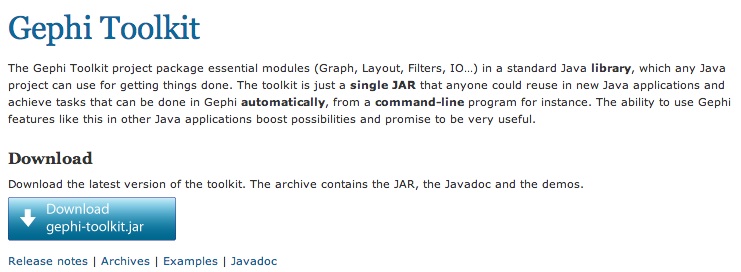 Gephi Toolkit
The Gephi Toolkit project package essential modules (Graph, Layout, Filters, IO...) in a standard Java library, which any Java
project can use for getting things done. The toolkit is just a single JAR that anyone could reuse in new Java applications and
achieve tasks that can be done in Gephi automatically, from a command-line program for instance. The ability to use Gephi
features like this in other Java applications boost possibilities and promise to be very useful.
Download
Download the latest version of the toolkit. The archive contains the JAR, the Javadoc and the demos.
Download
gephi-toolkit.jar
Release notes | Archives | Examples | Javadoc